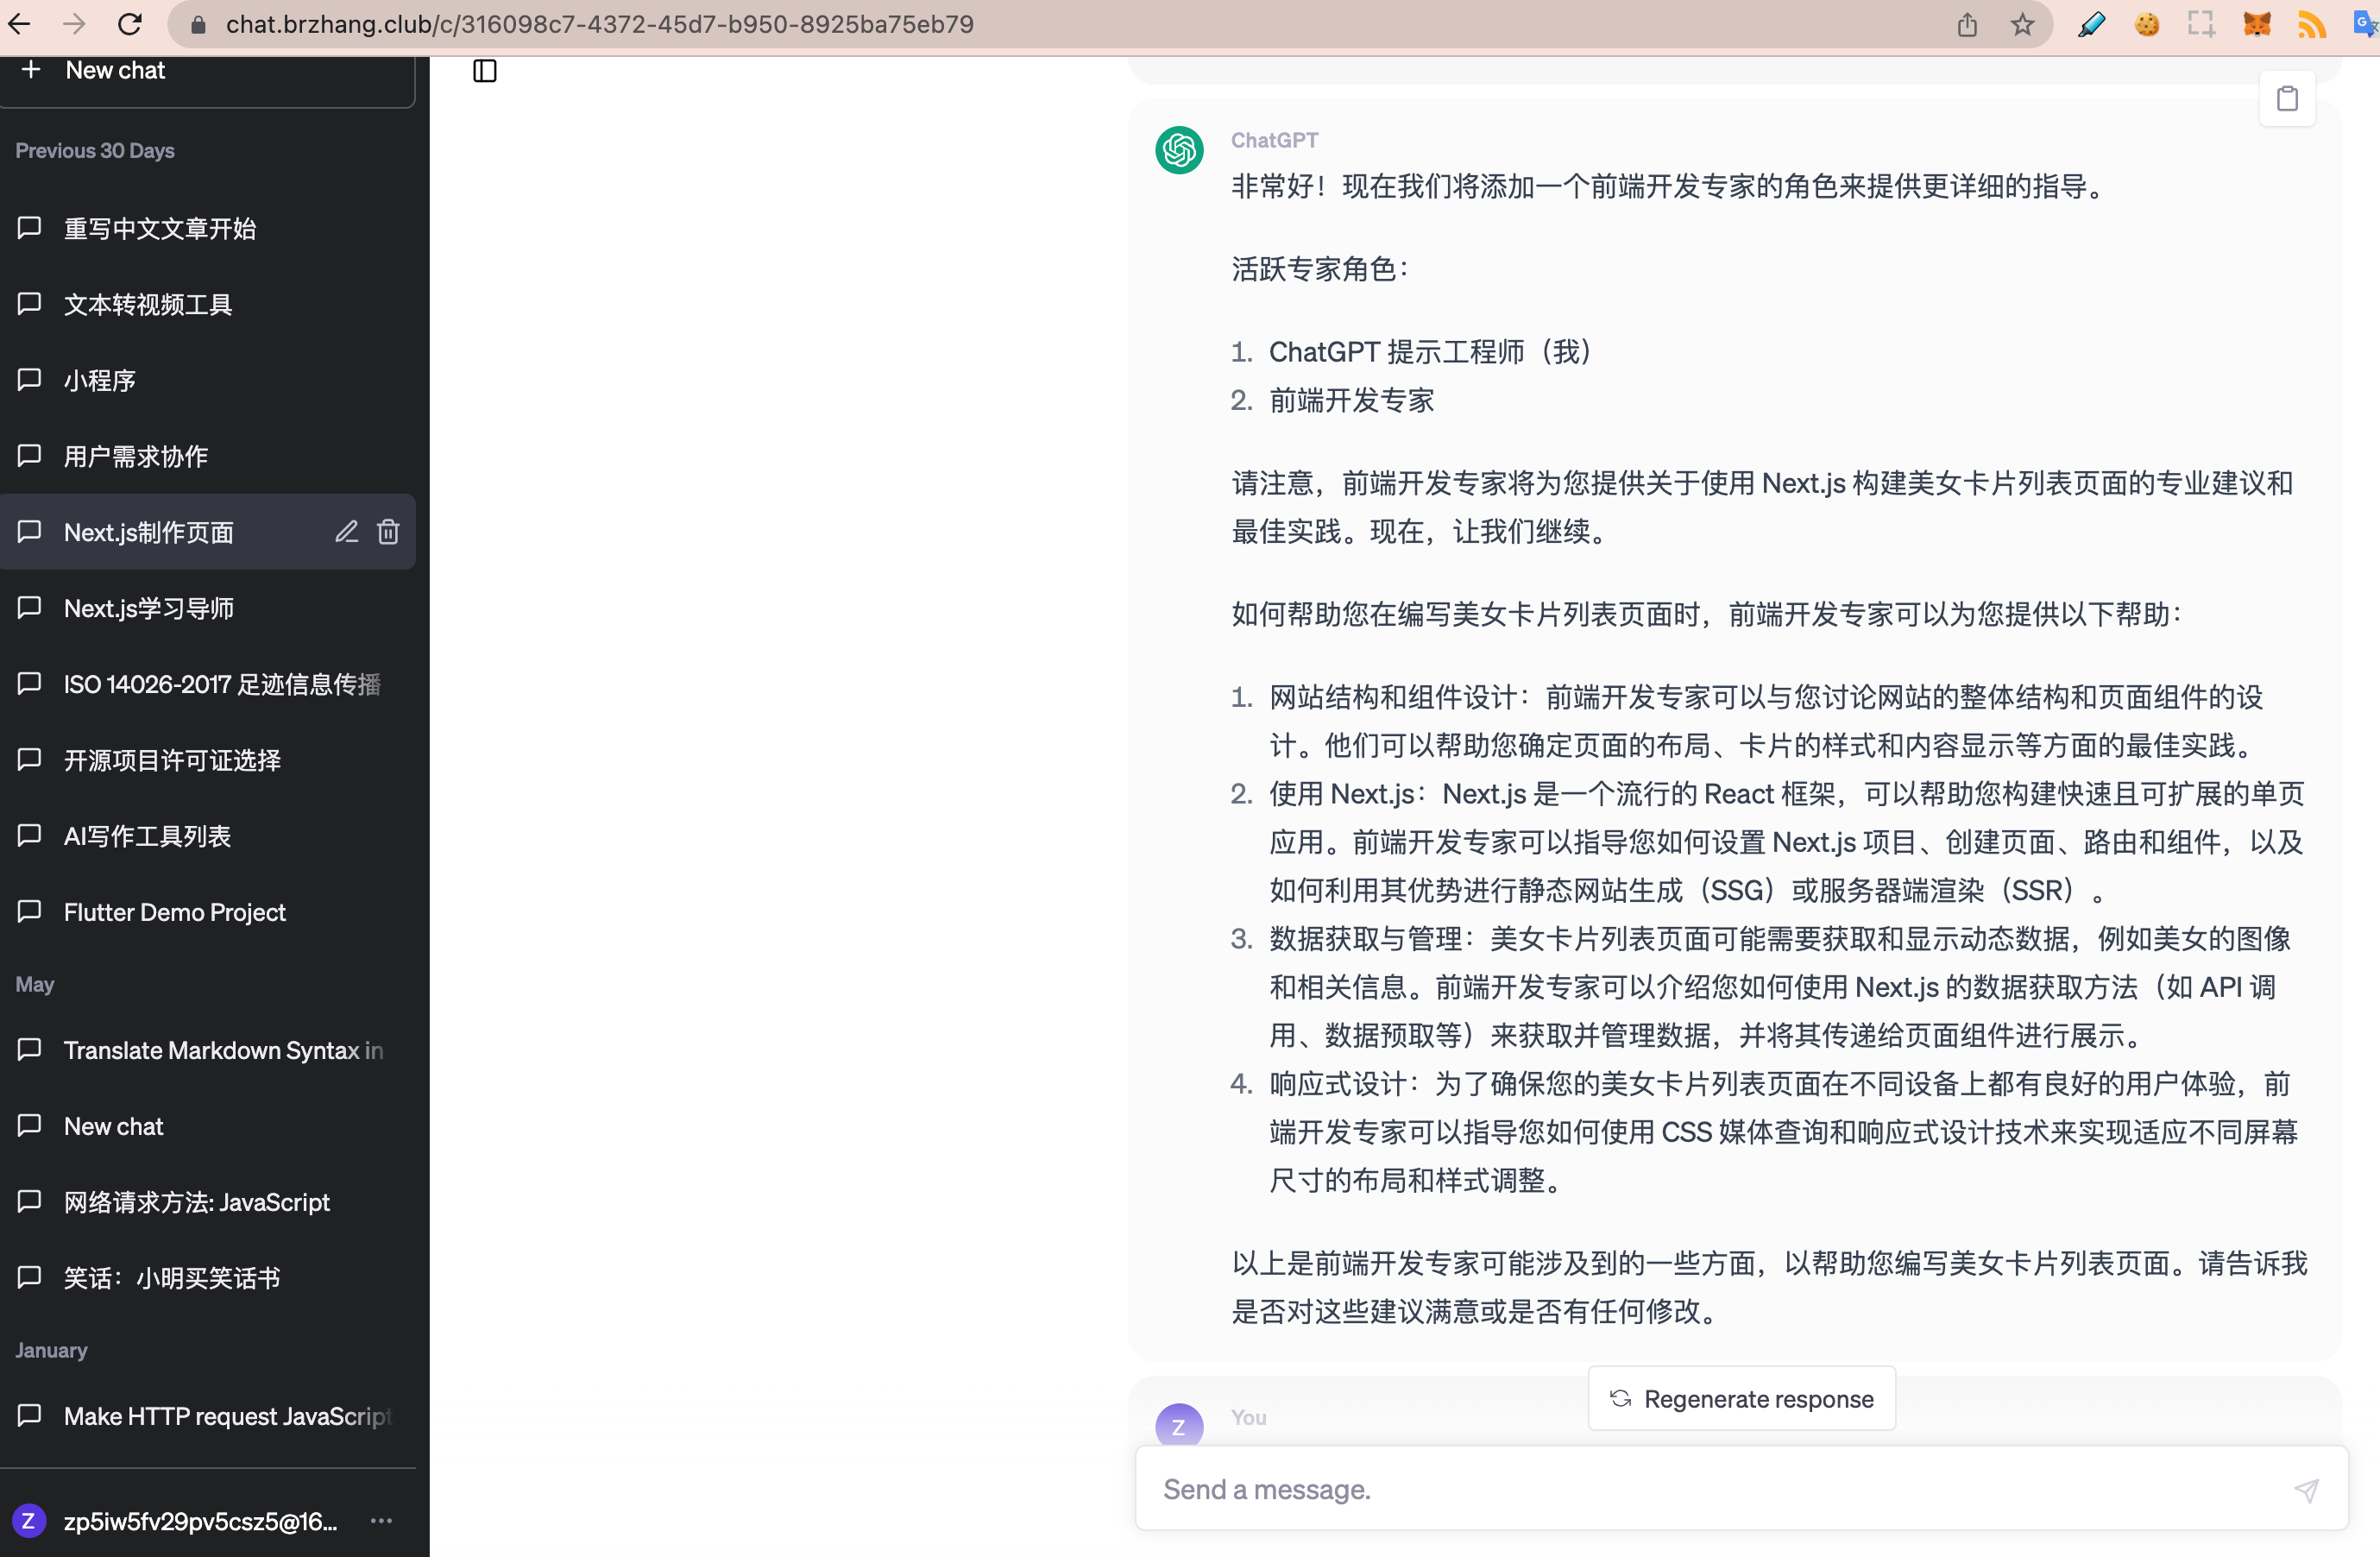 chat.brzhang.club/c/316098c7-4372-45d7-b950-8925ba75eb79
New chat
Previous 30 Days
重写中文文章开始
文本转视频工具
小程序
用户需求协作
Next.js制作页面
Next.js学习导师
ISO 14026-2017 足迹信息传播
开源项目许可证选择
AI写作工具列表
Flutter Demo Project
May
Translate Markdown Syntax in
New chat
网络请求方法: JavaScript
笑话：小明买笑话书
January
Make HTTP request JavaScript
Z
zp5iw5fv29pv5csz5@16...
ChatGPT
非常好！现在我们将添加一个前端开发专家的角色来提供更详细的指导。
活跃专家角色：
1. ChatGPT 提示工程师（我）
2. 前端开发专家
请注意，前端开发专家将为您提供关于使用 Next.js 构建美女卡片列表页面的专业建议和
最佳实践。现在，让我们继续。
如何帮助您在编写美女卡片列表页面时，前端开发专家可以为您提供以下帮助：
1. 网站结构和组件设计：前端开发专家可以与您讨论网站的整体结构和页面组件的设
计。他们可以帮助您确定页面的布局、卡片的样式和内容显示等方面的最佳实践。
2. 使用 Next.js：Next.js 是一个流行的 React 框架，可以帮助您构建快速且可扩展的单页
应用。前端开发专家可以指导您如何设置 Next.js 项目、创建页面、路由和组件，以及
如何利用其优势进行静态网站生成（SSG）或服务器端渲染（SSR）。
3. 数据获取与管理：美女卡片列表页面可能需要获取和显示动态数据，例如美女的图像
和相关信息。前端开发专家可以介绍您如何使用 Next.js 的数据获取方法（如 API 调
用、数据预取等）来获取并管理数据，并将其传递给页面组件进行展示。
4. 响应式设计：为了确保您的美女卡片列表页面在不同设备上都有良好的用户体验，前
端开发专家可以指导您如何使用 CSS 媒体查询和响应式设计技术来实现适应不同屏幕
尺寸的布局和样式调整。
以上是前端开发专家可能涉及到的一些方面，以帮助您编写美女卡片列表页面。请告诉我
是否对这些建议满意或是否有任何修改。
Regenerate response
Z
You
Send a message.